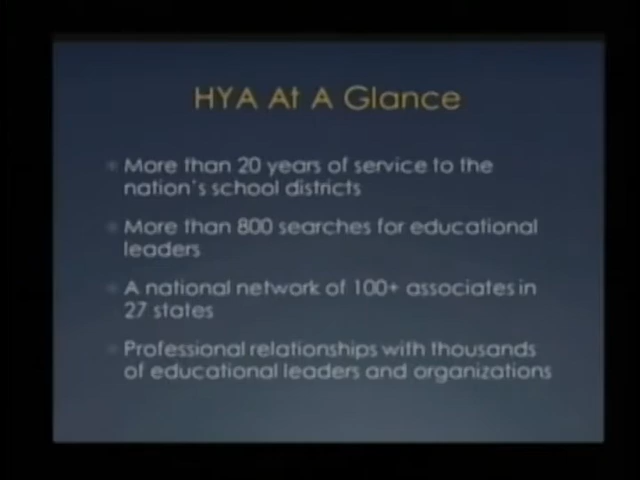 HYA At A Glance
More than 20 years of service to the
nation's school districts
More than 800 searches for educational
leaders
A national network of 100+ associates in
27 states
Professional relationships with thousands
of educational leaders and organizations